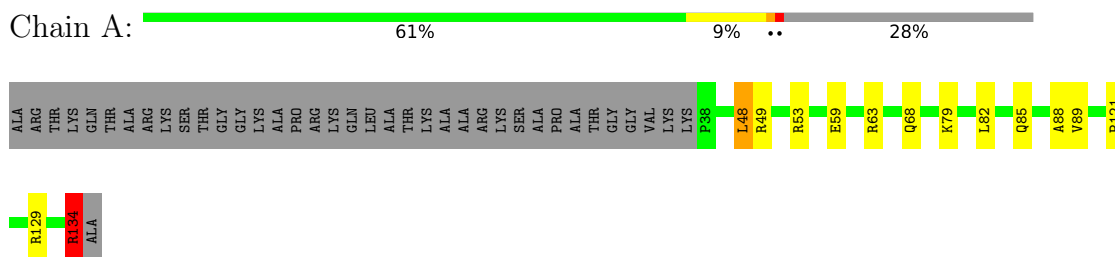 Chain A:
61% 9% •• 28%
ALA ARG THR LYS GLN THR ALA ARG LYS SER THR GLY GLY LYS ALA PRO ARG LYS GLN LEU ALA THR LYS ALA ALA ARG LYS SER ALA PRO ALA THR GLY GLY VAL LYS LYS P38 L48 R49 R53 E59 R63 Q68 K79 L82 Q85 A88 V89
R129 R134 ALA